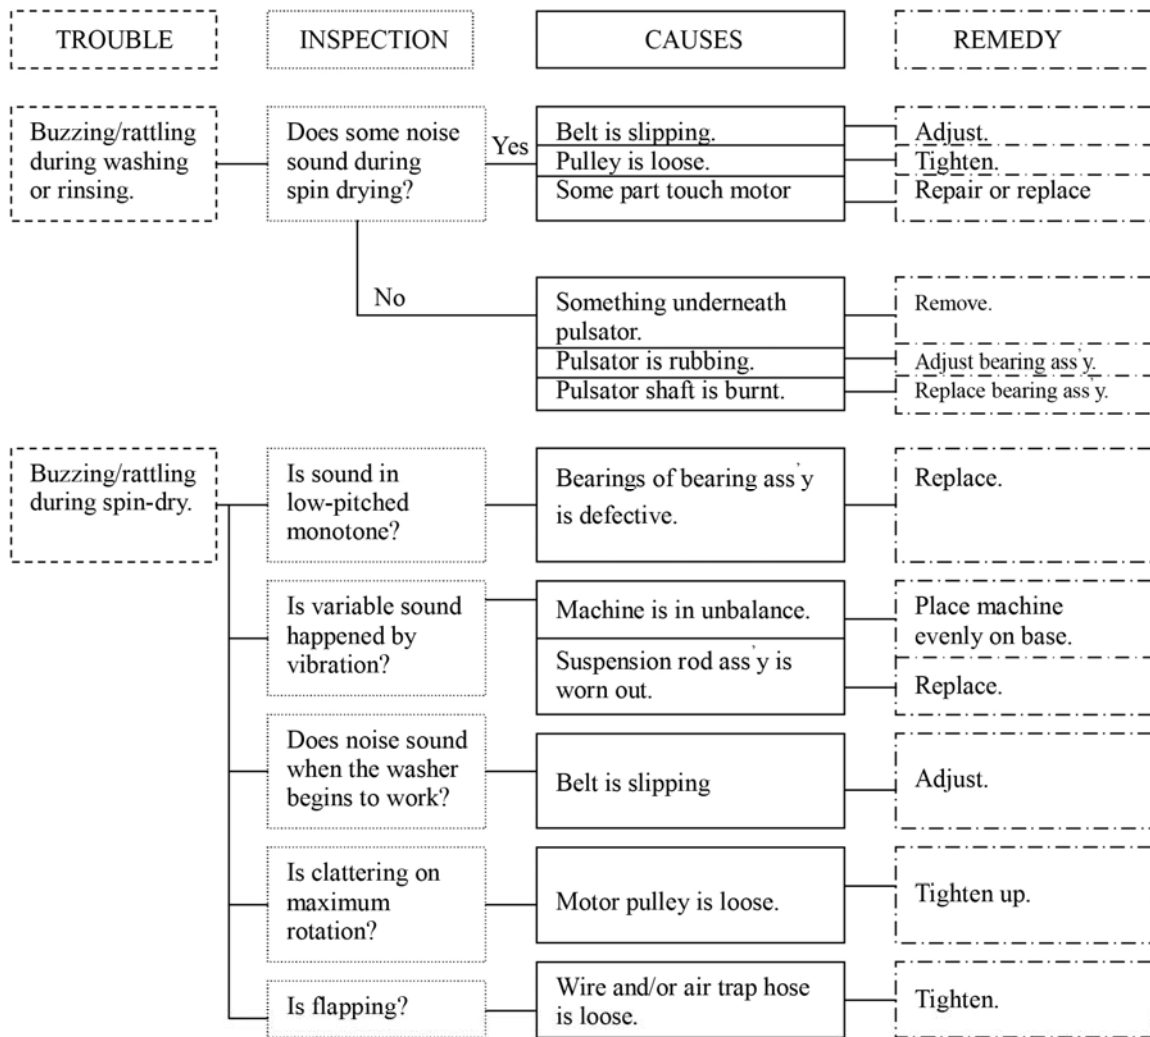 TROUBLE
INSPECTION
CAUSES
REMEDY
Buzzing/rattling
during washing
or rinsing.
Does some noise
sound during
spin drying?
Yes
Belt is slipping.
Adjust.
Pulley is loose.
Tighten.
Some part touch motor
Repair or replace
No
Something underneath
pulsator.
Remove.
Pulsator is rubbing.
Adjust bearing ass'y.
Pulsator shaft is burnt.
Replace bearing ass'y.
Buzzing/rattling
during spin-dry.
Is sound in
low-pitched
monotone?
Bearings of bearing ass'y
is defective.
Replace.
Is variable sound
happened by
vibration?
Machine is in unbalance.
Place machine
evenly on base.
Suspension rod ass'y is
worn out.
Replace.
Does noise sound
when the washer
begins to work?
Belt is slipping
Adjust.
Is clattering on
maximum
rotation?
Motor pulley is loose.
Tighten up.
Is flapping?
Wire and/or air trap hose
is loose.
Tighten.